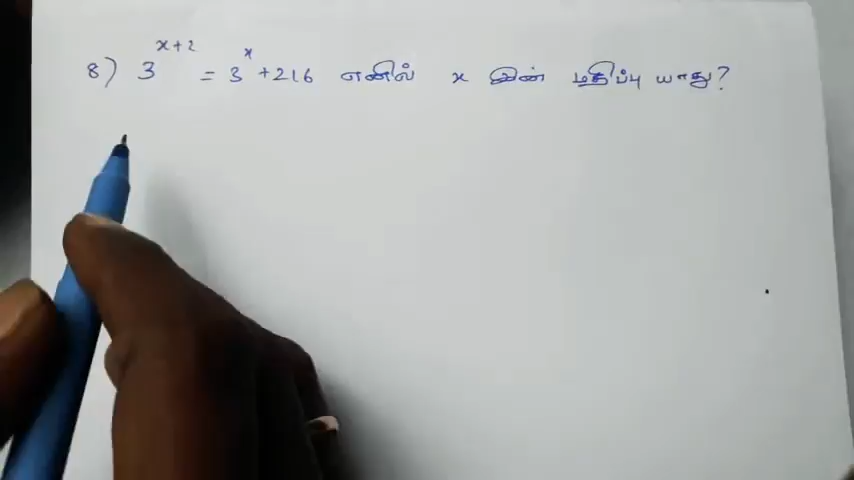 8) 3^{x+2} = 3^{x} + 216 எனில் x இன் மதிப்பு யாது?